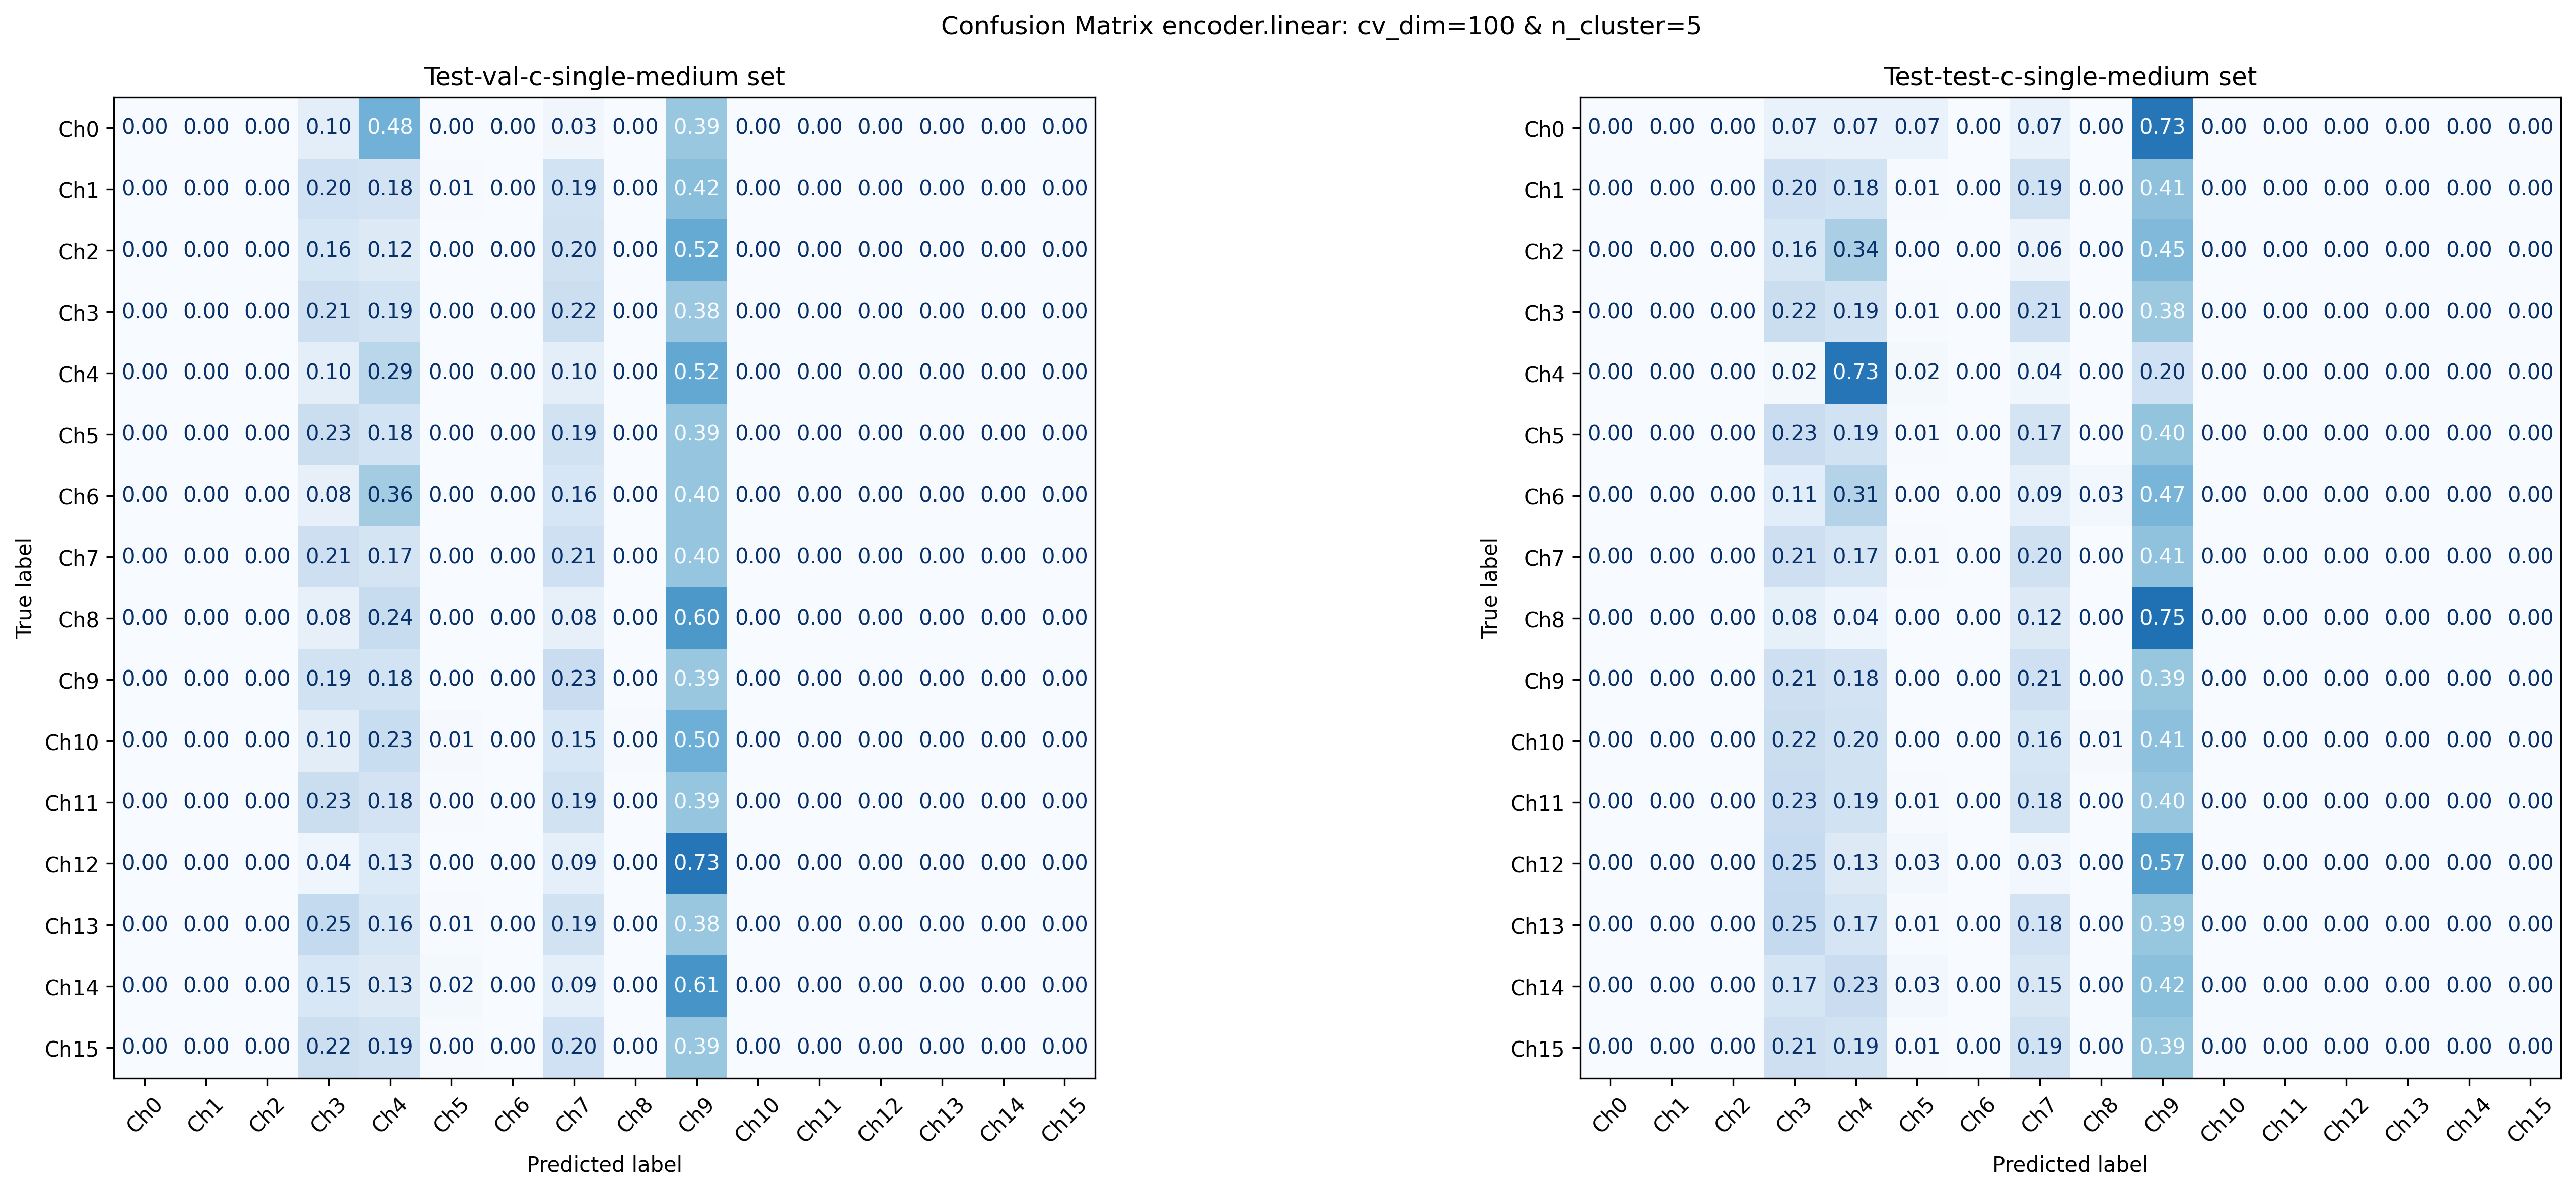 Confusion Matrix encoder.linear: cv_dim=100 & n_cluster=5
Test-val-c-single-medium set
True label
Ch0 0.00 0.00 0.00 0.10 0.48 0.00 0.00 0.03 0.00 0.39 0.00 0.00 0.00 0.00 0.00 0.00
Ch1 0.00 0.00 0.00 0.20 0.18 0.01 0.00 0.19 0.00 0.42 0.00 0.00 0.00 0.00 0.00 0.00
Ch2 0.00 0.00 0.00 0.16 0.12 0.00 0.00 0.20 0.00 0.52 0.00 0.00 0.00 0.00 0.00 0.00
Ch3 0.00 0.00 0.00 0.21 0.19 0.00 0.00 0.22 0.00 0.38 0.00 0.00 0.00 0.00 0.00 0.00
Ch4 0.00 0.00 0.00 0.10 0.29 0.00 0.00 0.10 0.00 0.52 0.00 0.00 0.00 0.00 0.00 0.00
Ch5 0.00 0.00 0.00 0.23 0.18 0.00 0.00 0.19 0.00 0.39 0.00 0.00 0.00 0.00 0.00 0.00
Ch6 0.00 0.00 0.00 0.08 0.36 0.00 0.00 0.16 0.00 0.40 0.00 0.00 0.00 0.00 0.00 0.00
Ch7 0.00 0.00 0.00 0.21 0.17 0.00 0.00 0.21 0.00 0.40 0.00 0.00 0.00 0.00 0.00 0.00
Ch8 0.00 0.00 0.00 0.08 0.24 0.00 0.00 0.08 0.00 0.60 0.00 0.00 0.00 0.00 0.00 0.00
Ch9 0.00 0.00 0.00 0.19 0.18 0.00 0.00 0.23 0.00 0.39 0.00 0.00 0.00 0.00 0.00 0.00
Ch10 0.00 0.00 0.00 0.10 0.23 0.01 0.00 0.15 0.00 0.50 0.00 0.00 0.00 0.00 0.00 0.00
Ch11 0.00 0.00 0.00 0.23 0.18 0.00 0.00 0.19 0.00 0.39 0.00 0.00 0.00 0.00 0.00 0.00
Ch12 0.00 0.00 0.00 0.04 0.13 0.00 0.00 0.09 0.00 0.73 0.00 0.00 0.00 0.00 0.00 0.00
Ch13 0.00 0.00 0.00 0.25 0.16 0.01 0.00 0.19 0.00 0.38 0.00 0.00 0.00 0.00 0.00 0.00
Ch14 0.00 0.00 0.00 0.15 0.13 0.02 0.00 0.09 0.00 0.61 0.00 0.00 0.00 0.00 0.00 0.00
Ch15 0.00 0.00 0.00 0.22 0.19 0.00 0.00 0.20 0.00 0.39 0.00 0.00 0.00 0.00 0.00 0.00
Ch0 Ch1 Ch2 Ch3 Ch4 Ch5 Ch6 Ch7 Ch8 Ch9 Ch10 Ch11 Ch12 Ch13 Ch14 Ch15
Predicted label
Test-test-c-single-medium set
True label
Ch0 0.00 0.00 0.00 0.07 0.07 0.07 0.00 0.07 0.00 0.73 0.00 0.00 0.00 0.00 0.00 0.00
Ch1 0.00 0.00 0.00 0.20 0.18 0.01 0.00 0.19 0.00 0.41 0.00 0.00 0.00 0.00 0.00 0.00
Ch2 0.00 0.00 0.00 0.16 0.34 0.00 0.00 0.06 0.00 0.45 0.00 0.00 0.00 0.00 0.00 0.00
Ch3 0.00 0.00 0.00 0.22 0.19 0.01 0.00 0.21 0.00 0.38 0.00 0.00 0.00 0.00 0.00 0.00
Ch4 0.00 0.00 0.00 0.02 0.73 0.02 0.00 0.04 0.00 0.20 0.00 0.00 0.00 0.00 0.00 0.00
Ch5 0.00 0.00 0.00 0.23 0.19 0.01 0.00 0.17 0.00 0.40 0.00 0.00 0.00 0.00 0.00 0.00
Ch6 0.00 0.00 0.00 0.11 0.31 0.00 0.00 0.09 0.03 0.47 0.00 0.00 0.00 0.00 0.00 0.00
Ch7 0.00 0.00 0.00 0.21 0.17 0.01 0.00 0.20 0.00 0.41 0.00 0.00 0.00 0.00 0.00 0.00
Ch8 0.00 0.00 0.00 0.08 0.04 0.00 0.00 0.12 0.00 0.75 0.00 0.00 0.00 0.00 0.00 0.00
Ch9 0.00 0.00 0.00 0.21 0.18 0.00 0.00 0.21 0.00 0.39 0.00 0.00 0.00 0.00 0.00 0.00
Ch10 0.00 0.00 0.00 0.22 0.20 0.00 0.00 0.16 0.01 0.41 0.00 0.00 0.00 0.00 0.00 0.00
Ch11 0.00 0.00 0.00 0.23 0.19 0.01 0.00 0.18 0.00 0.40 0.00 0.00 0.00 0.00 0.00 0.00
Ch12 0.00 0.00 0.00 0.25 0.13 0.03 0.00 0.03 0.00 0.57 0.00 0.00 0.00 0.00 0.00 0.00
Ch13 0.00 0.00 0.00 0.25 0.17 0.01 0.00 0.18 0.00 0.39 0.00 0.00 0.00 0.00 0.00 0.00
Ch14 0.00 0.00 0.00 0.17 0.23 0.03 0.00 0.15 0.00 0.42 0.00 0.00 0.00 0.00 0.00 0.00
Ch15 0.00 0.00 0.00 0.21 0.19 0.01 0.00 0.19 0.00 0.39 0.00 0.00 0.00 0.00 0.00 0.00
Ch0 Ch1 Ch2 Ch3 Ch4 Ch5 Ch6 Ch7 Ch8 Ch9 Ch10 Ch11 Ch12 Ch13 Ch14 Ch15
Predicted label